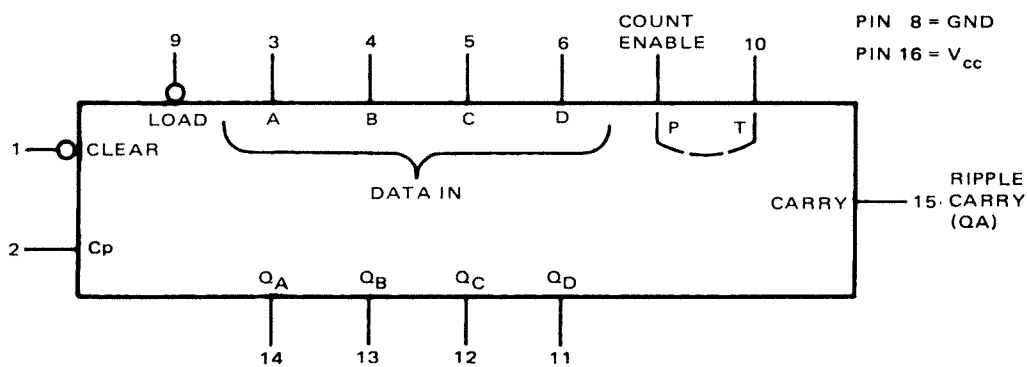 COUNT
ENABLE
PIN 8 = GND
PIN 16 = Vcc
9 3 4 5 6 10
LOAD A B C D P T
1 CLEAR
DATA IN
CARRY 15 RIPPLE
CARRY
(QA)
2 Cp
QA QB QC QD
14 13 12 11